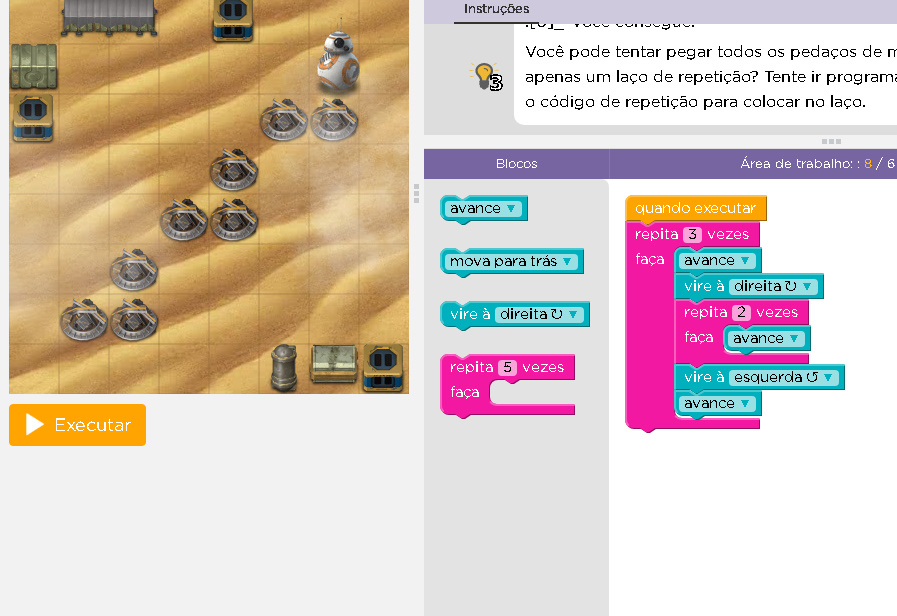 Instruções
Você consegue!
Você pode tentar pegar todos os pedaços de
apenas um laço de repetição? Tente ir
o código de repetição para colocar no laço.
3
Blocos
Área de trabalho: : 8 / 6
avance ▼
mova para trás ▼
vire à direita ↻ ▼
repita 5 vezes
faça
quando executar
repita 3 vezes
faça avance ▼
vire à direita ↻ ▼
repita 2 vezes
faça avance ▼
vire à esquerda ↺ ▼
avance ▼
Executar